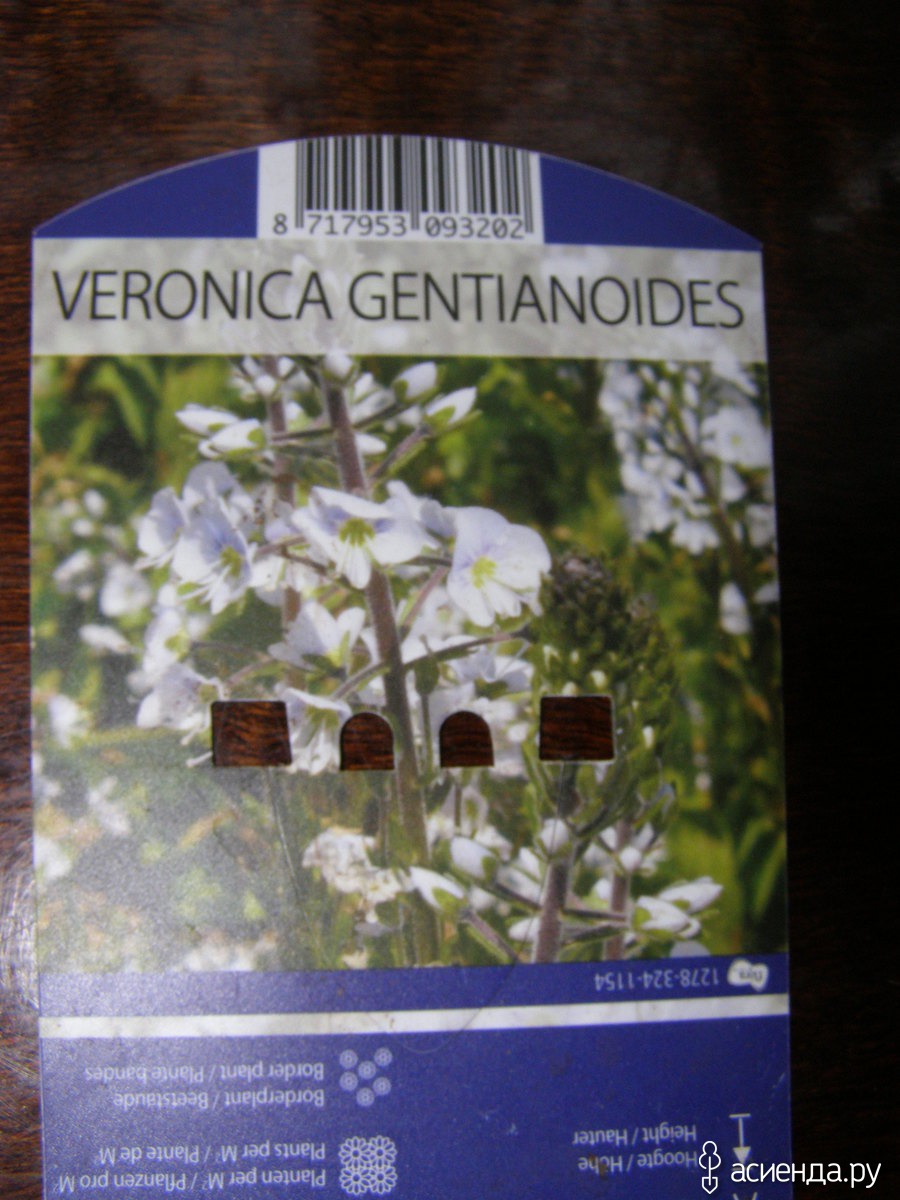 8 717953 093202
VERONICA GENTIANOIDES
1278-324-1154
Borderplant / Beetstaude
Border plant / Plante bandes
Planten per M² / Pflanzen pro M²
Plants per M² / Plante de M²
Hoogte / Höhe
Height / Hauter
асиенда.ру